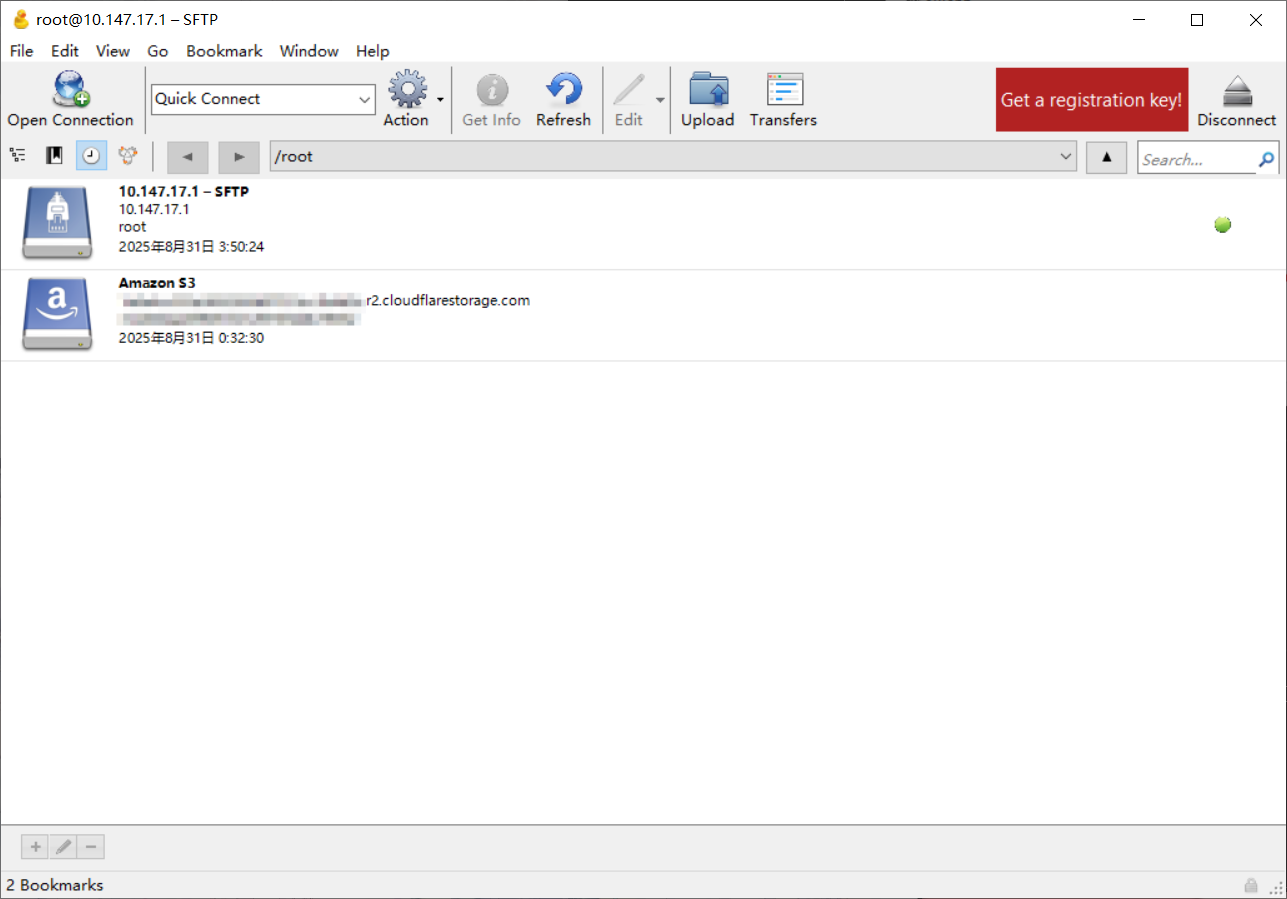 root@10.147.17.1 – SFTP
File Edit View Go Bookmark Window Help
Open Connection
Quick Connect
Action
Get Info
Refresh
Edit
Upload
Transfers
Get a registration key!
Disconnect
/root
Search...
10.147.17.1 – SFTP
10.147.17.1
root
2025年8月31日 3:50:24
Amazon S3
r2.cloudflarestorage.com
2025年8月31日 0:32:30
2 Bookmarks